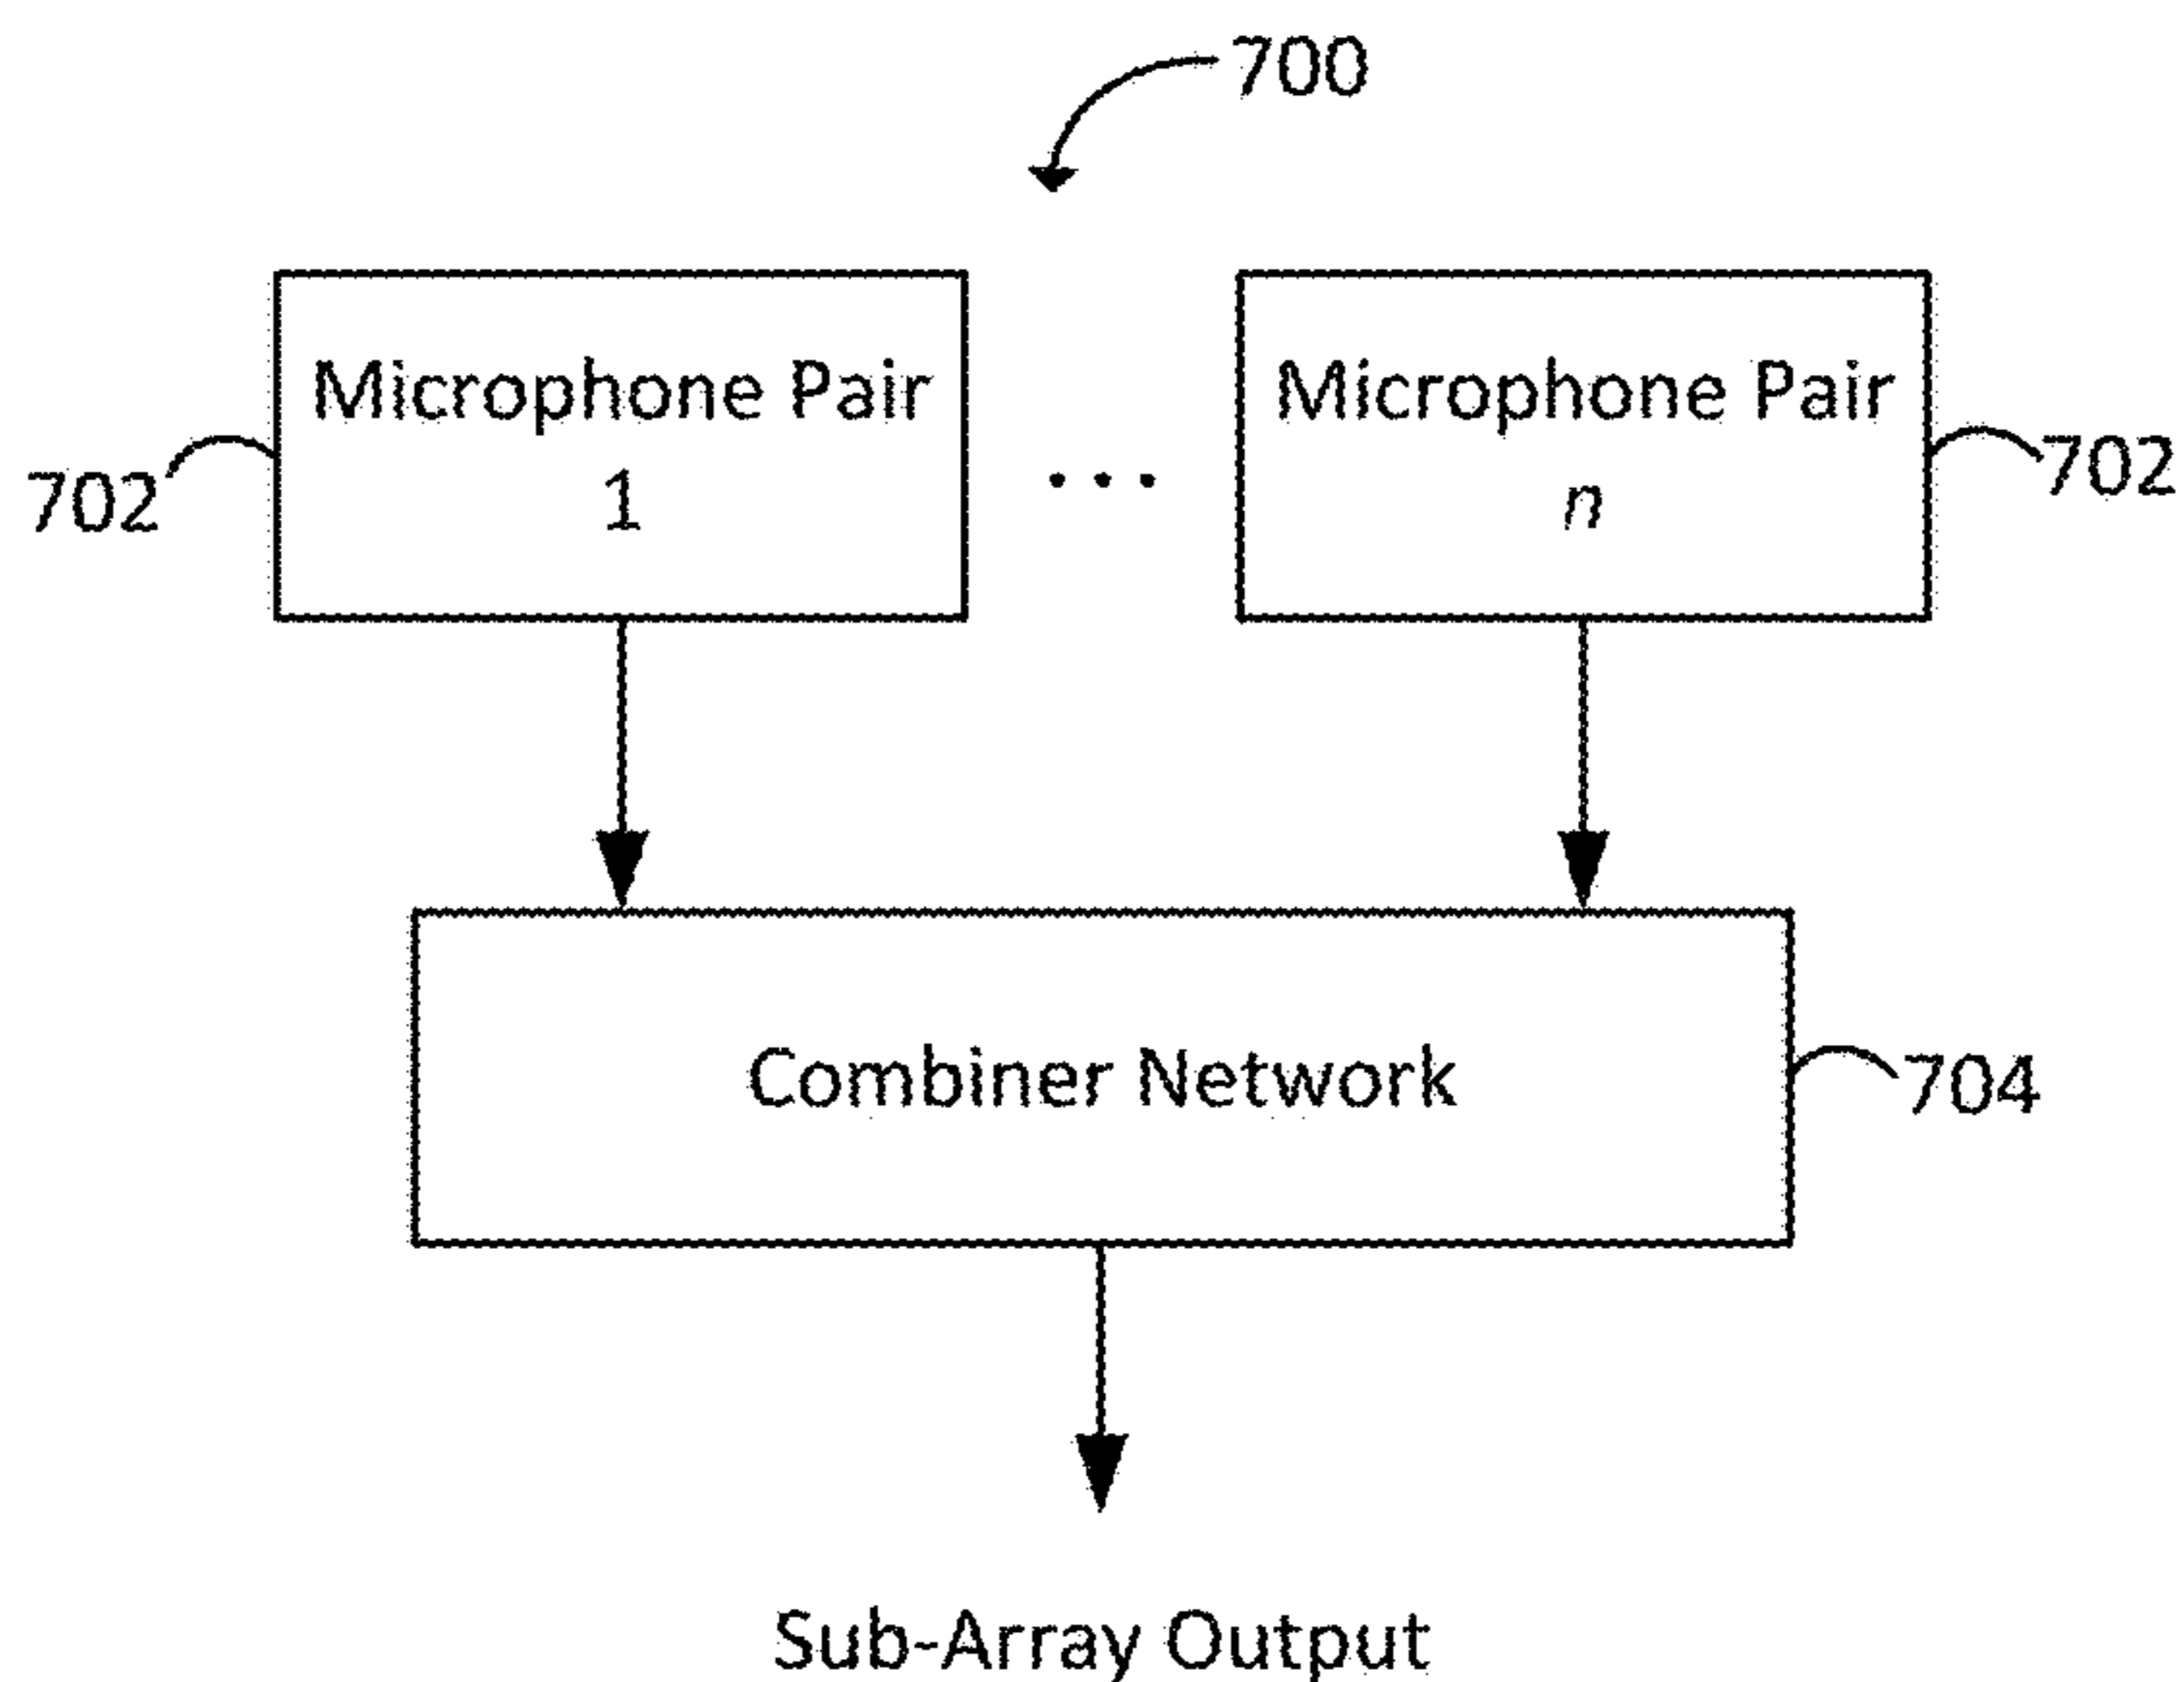 700
Microphone Pair
1
702
...
Microphone Pair
n
702
Combiner Network
704
Sub-Array Output